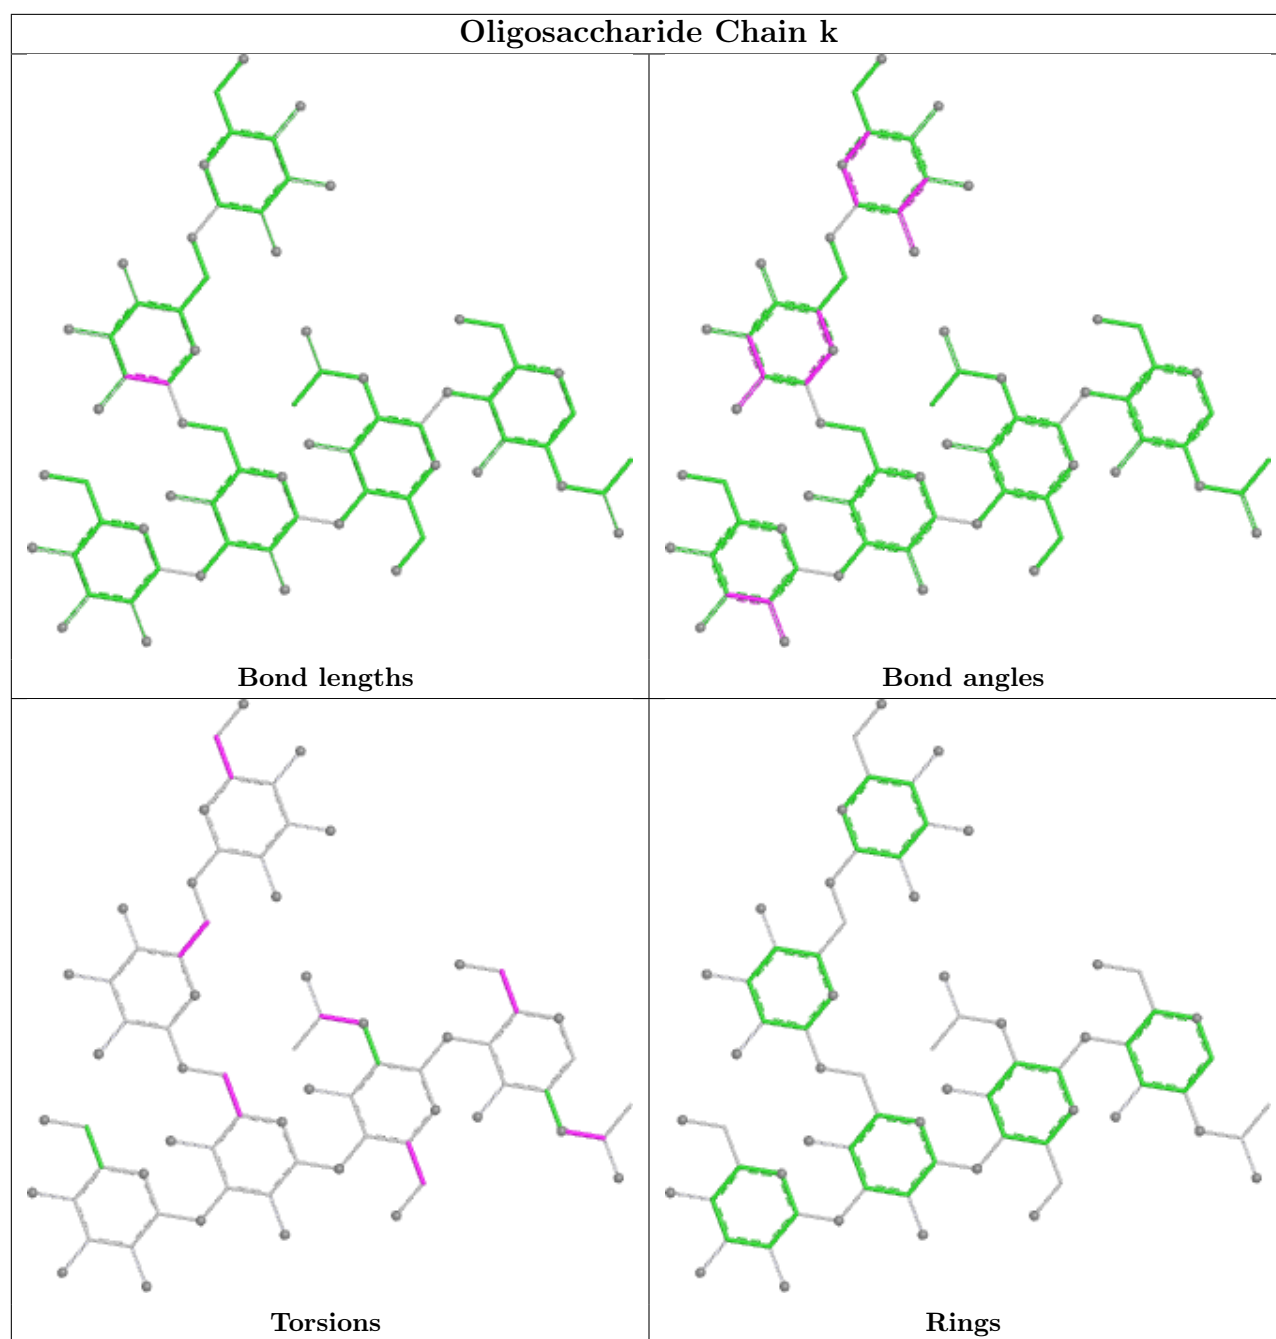 Oligosaccharide Chain k
Bond lengths
Bond angles
Torsions
Rings